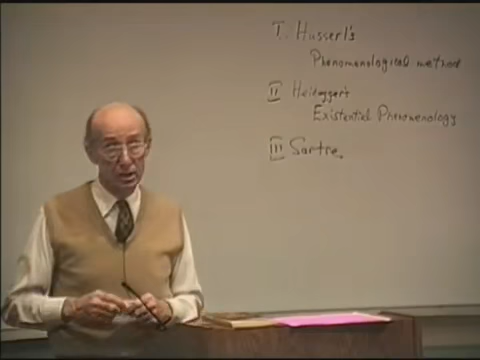 I. Husserl's
Phenomenological method
II Heidegger's
Existential Phenomenology
III Sartre